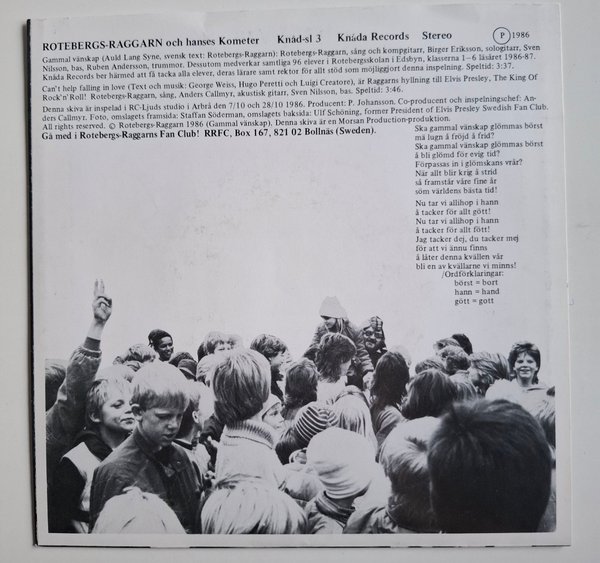 ROTEBERGS-RAGGARN och hanses Kometer Knäd-sl 3 Knäda Records Stereo P 1986
Gammal vänskap (Auld Lang Syne, svensk text: Rotebergs-Raggarn): Rotebergs-Raggarn, sång och kompgitarr, Birger Eriksson, sologitarr, Sven
Nilsson, bas, Ruben Andersson, trummor. Dessutom medverkar samtliga 96 elever i Rotebergsskolan i Edsbyn, klasserna 1-6 läsåret 1986-87.
Knäda Records ber härmed att få tacka alla elever, deras lärare samt rektor för allt stöd som möjliggjort denna inspelning. Speltid: 3:37.
Can't help falling in love (Text och musik: George Weiss, Hugo Peretti och Luigi Creatore), är Raggarns hyllning till Elvis Presley, The King Of
Rock'n'Roll! Rotebergs-Raggarn, sång, Anders Callmyr, akustisk gitarr, Sven Nilsson, bas. Speltid: 3:46.
Denna skiva är inspelad i RC-Ljuds studio i Arbrå den 7/10 och 28/10 1986. Producent: P. Johansson. Co-producent och inspelningschef: An-
ders Callmyr. Foto, omslagets framsida: Staffan Söderman, omslagets baksida: Ulf Schöning, former President of Elvis Presley Swedish Fan Club.
All rights reserved. © Rotebergs-Raggarn 1986 (Gammal vänskap). Denna skiva är en Morsan Production-produktion.
Gå med i Rotebergs-Raggarns Fan Club! RRFC, Box 167, 821 02 Bollnäs (Sweden).
Ska gammal vänskap glömmas börst
må lugn å fröjd å frid?
Ska gammal vänskap glömmas börst
å bli glömd för evig tid?
Förpassas in i glömskans vrår?
När allt blir krig å strid
så framstår våre fine år
som världens bästa tid!
Nu tar vi allihop i hann
å tacker för allt gött!
Nu tar vi allihop i hann
å tacker för allt fött!
Jag tacker dej, du tacker mej
för att vi ännu finns
å låter denna kvällen vår
bli en av kvällarne vi minns!
/Ordförklaringar:
börst = bort
hann = hand
gött = gott